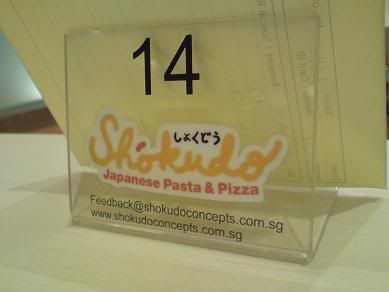 14
しょくどう
Shokudo
Japanese Pasta & Pizza
Feedback@shokudoconcepts.com.sg
www.shokudoconcepts.com.sg